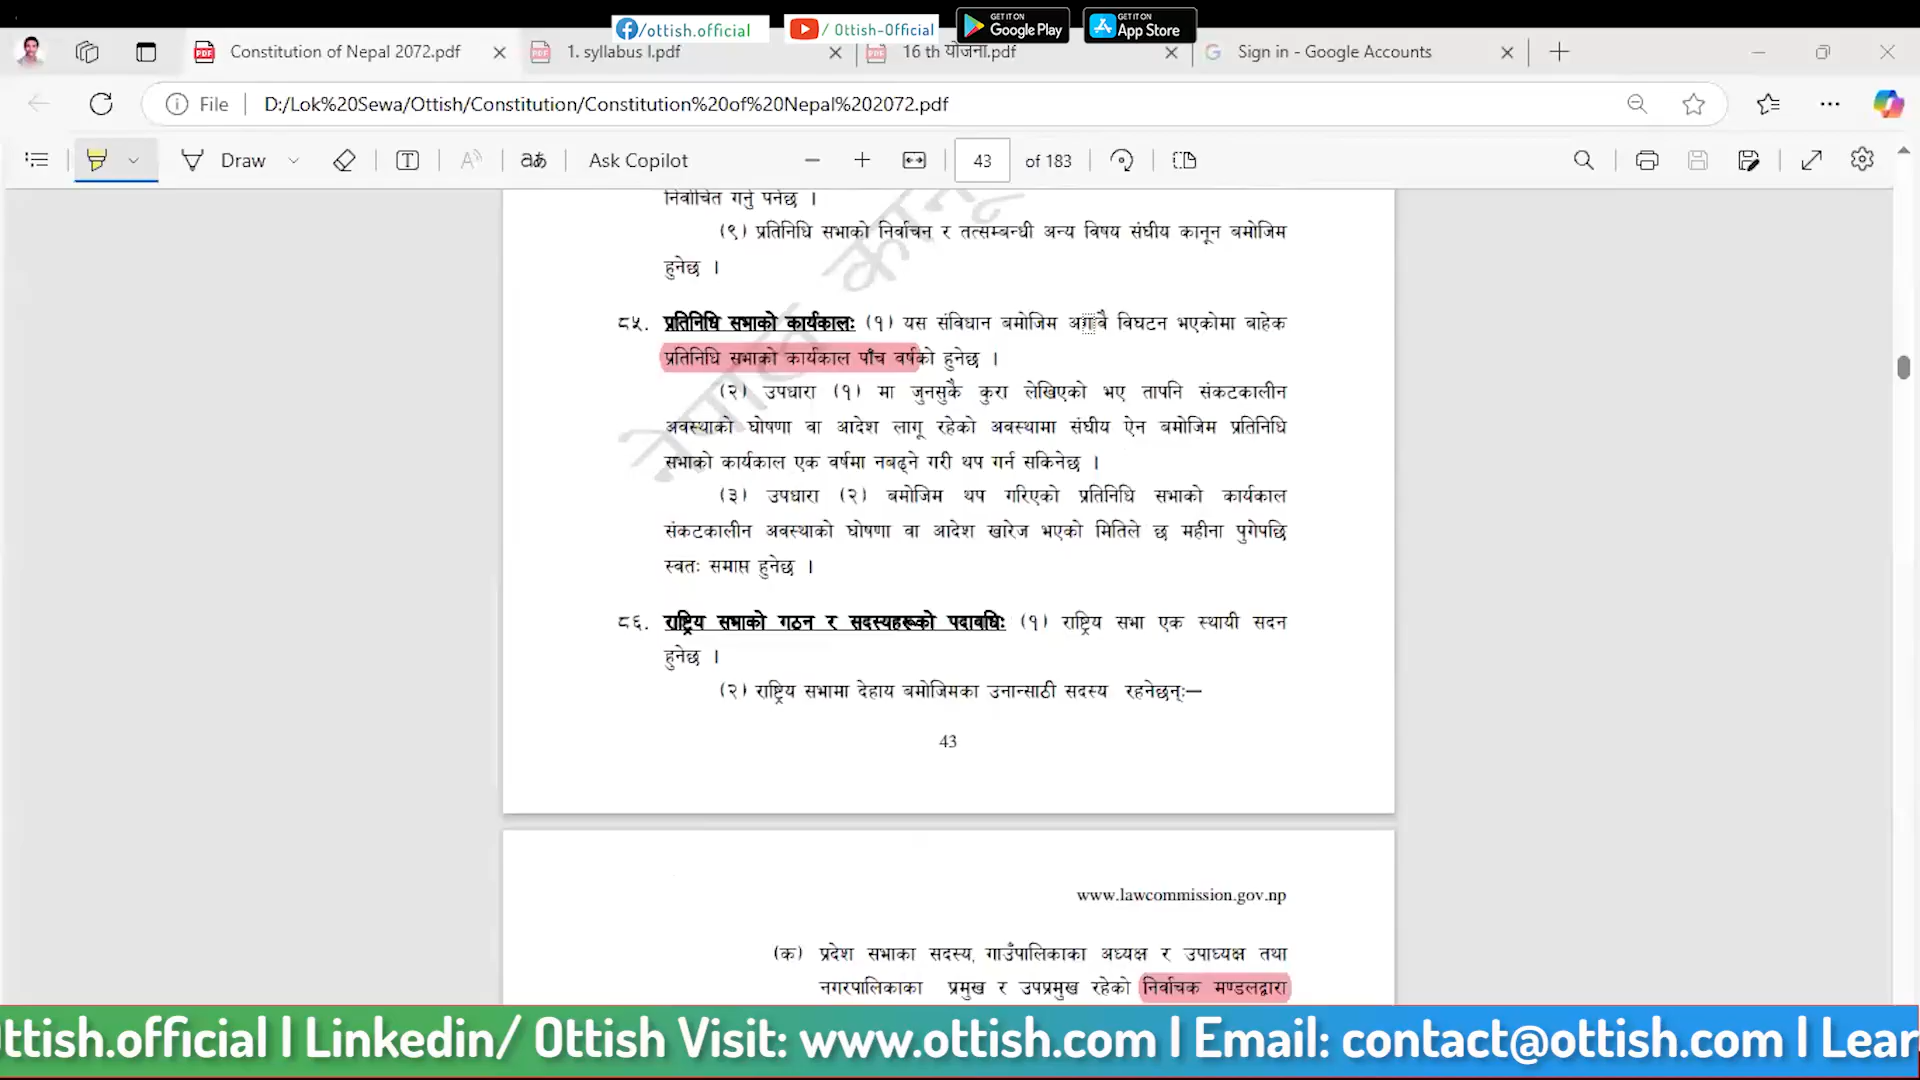 /ottish.official
/ Ottish-Official
GET IT ON
Google Play
GET IT ON
App Store
Constitution of Nepal 2072.pdf
1. syllabus I.pdf
16 th योजना.pdf
Sign in - Google Accounts
File
D:/Lok%20Sewa/Ottish/Constitution/Constitution%20of%20Nepal%202072.pdf
Draw
Ask Copilot
43
of 183
निर्वाचित गर्नु पर्नेछ ।
(९) प्रतिनिधि सभाको निर्वाचन र तत्सम्बन्धी अन्य विषय संघीय कानून बमोजिम
हुनेछ ।
८५. प्रतिनिधि सभाको कार्यकालः (१) यस संविधान बमोजिम अगावै विघटन भएकोमा बाहेक
प्रतिनिधि सभाको कार्यकाल पाँच वर्षको हुनेछ ।
(२) उपधारा (१) मा जुनसुकै कुरा लेखिएको भए तापनि संकटकालीन
अवस्थाको घोषणा वा आदेश लागू रहेको अवस्थामा संघीय ऐन बमोजिम प्रतिनिधि
सभाको कार्यकाल एक वर्षमा नबढ्ने गरी थप गर्न सकिनेछ ।
(३) उपधारा (२) बमोजिम थप गरिएको प्रतिनिधि सभाको कार्यकाल
संकटकालीन अवस्थाको घोषणा वा आदेश खारेज भएको मितिले छ महीना पुगेपछि
स्वतः समाप्त हुनेछ ।
८६. राष्ट्रिय सभाको गठन र सदस्यहरूको पदावधिः (१) राष्ट्रिय सभा एक स्थायी सदन
हुनेछ ।
(२) राष्ट्रिय सभामा देहाय बमोजिमका उनान्साठी सदस्य रहनेछन्ः–
43
नेपाल कानून
www.lawcommission.gov.np
(क) प्रदेश सभाका सदस्य, गाउँपालिकाका अध्यक्ष र उपाध्यक्ष तथा
नगरपालिकाका प्रमुख र उपप्रमुख रहेको निर्वाचक मण्डलद्वारा
Ottish.official l Linkedin/ Ottish Visit: www.ottish.com l Email: contact@ottish.com l Lear